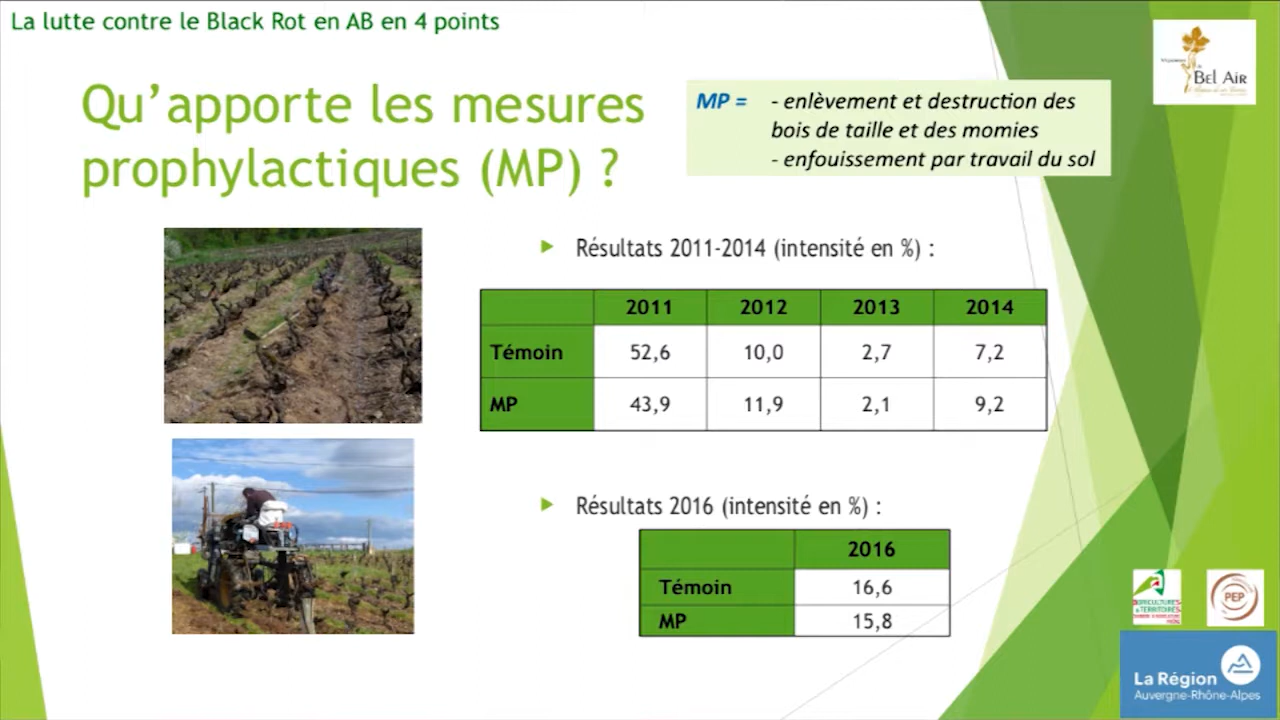 La lutte contre le Black Rot en AB en 4 points
Qu’apporte les mesures
prophylactiques (MP) ?
MP = - enlèvement et destruction des
bois de taille et des momies
- enfouissement par travail du sol
BEL AIR
Résultats 2011-2014 (intensité en %) :
2011 2012 2013 2014
Témoin 52,6 10,0 2,7 7,2
MP 43,9 11,9 2,1 9,2
Résultats 2016 (intensité en %) :
2016
Témoin 16,6
MP 15,8
AGRICULTURES
& TERRITOIRES
PEP
La Région
Auvergne-Rhône-Alpes